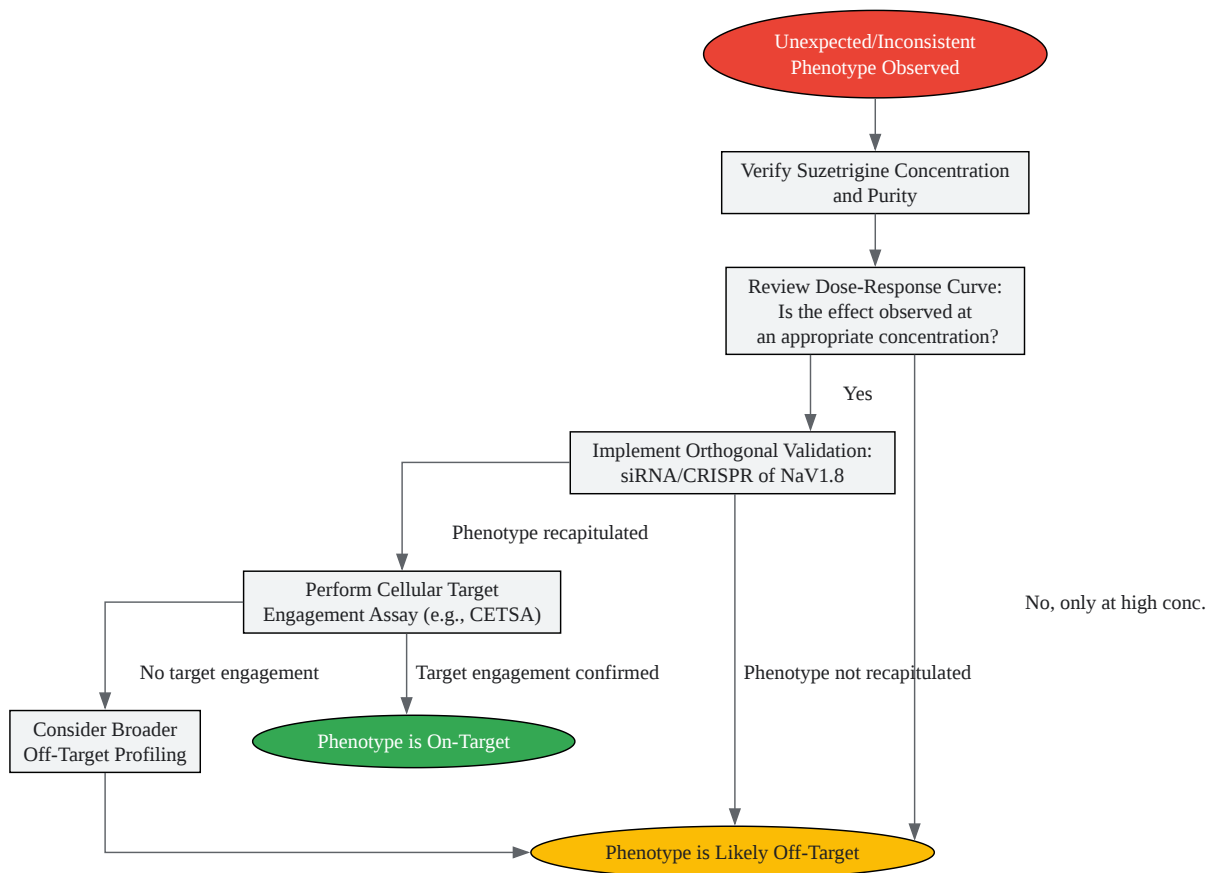 Unexpected/Inconsistent
Phenotype Observed
Verify Suzetrigine Concentration
and Purity
Review Dose-Response Curve:
Is the effect observed at
an appropriate concentration?
Yes
Implement Orthogonal Validation:
siRNA/CRISPR of NaV1.8
Phenotype recapitulated
Perform Cellular Target
Engagement Assay (e.g., CETSA)
No, only at high conc.
No target engagement
Target engagement confirmed
Phenotype not recapitulated
Consider Broader
Off-Target Profiling
Phenotype is On-Target
Phenotype is Likely Off-Target